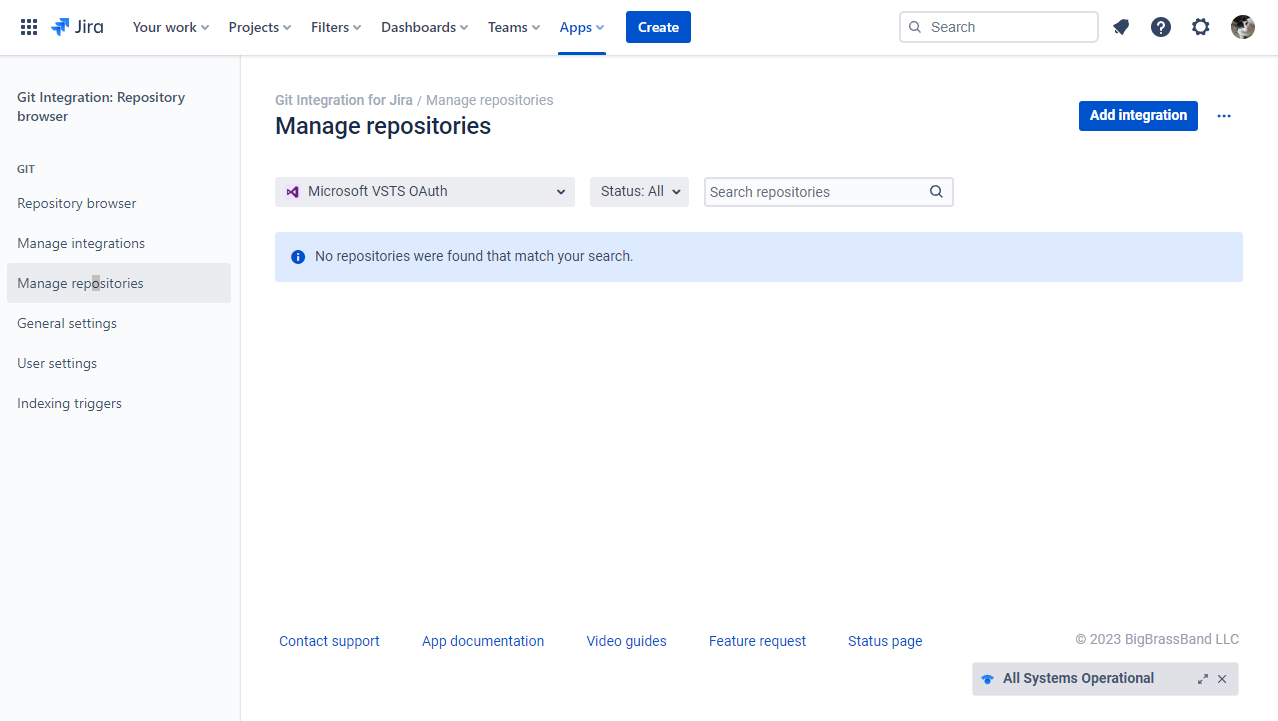 Jira Your work Projects Filters Dashboards Teams Apps Create Search
Git Integration: Repository
browser
GIT
Repository browser
Manage integrations
Manage repositories
General settings
User settings
Indexing triggers
Git Integration for Jira / Manage repositories
Manage repositories
Add integration
Microsoft VSTS OAuth Status: All Search repositories
No repositories were found that match your search.
Contact support App documentation Video guides Feature request Status page © 2023 BigBrassBand LLC
All Systems Operational